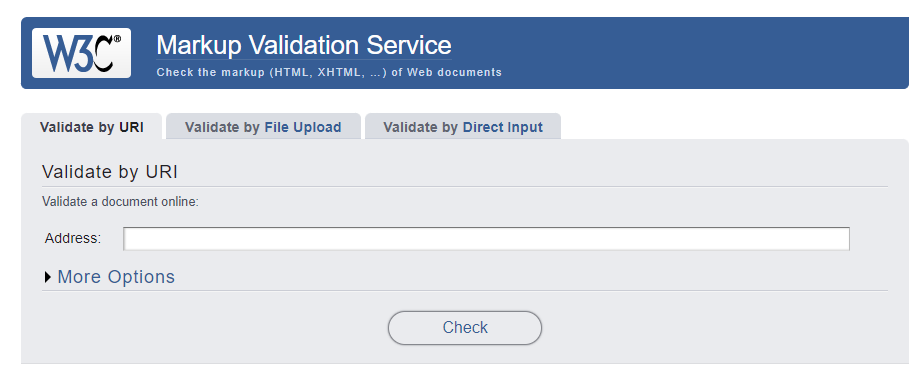 W3C®
Markup Validation Service
Check the markup (HTML, XHTML, …) of Web documents
Validate by URI
Validate by File Upload
Validate by Direct Input
Validate by URI
Validate a document online:
Address:
More Options
Check